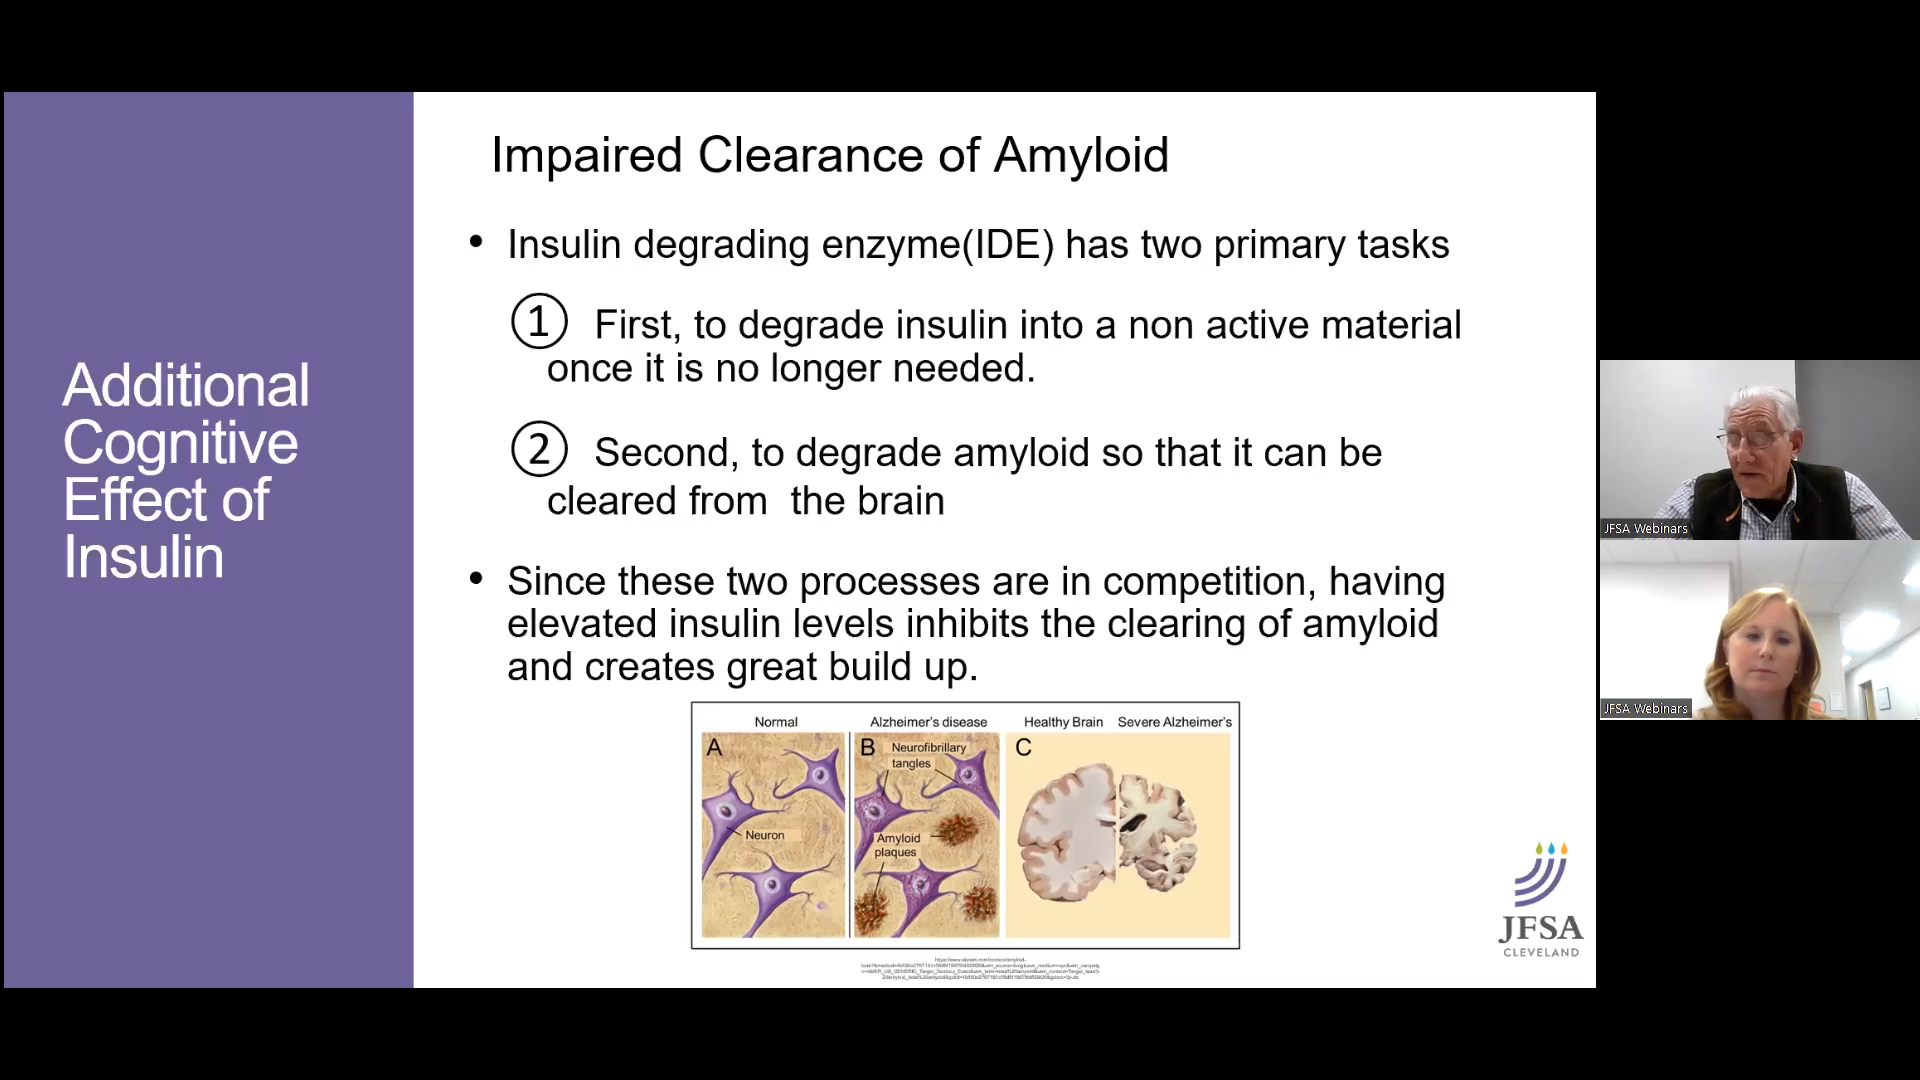 Additional
Cognitive
Effect of
Insulin
Impaired Clearance of Amyloid
• Insulin degrading enzyme(IDE) has two primary tasks
① First, to degrade insulin into a non active material
once it is no longer needed.
② Second, to degrade amyloid so that it can be
cleared from the brain
• Since these two processes are in competition, having
elevated insulin levels inhibits the clearing of amyloid
and creates great build up.
Normal
Alzheimer's disease
Healthy Brain
Severe Alzheimer's
A
Neuron
B
Neurofibrillary
tangles
Amyloid
plaques
C
JFSA
CLEVELAND
JFSA Webinars
JFSA Webinars